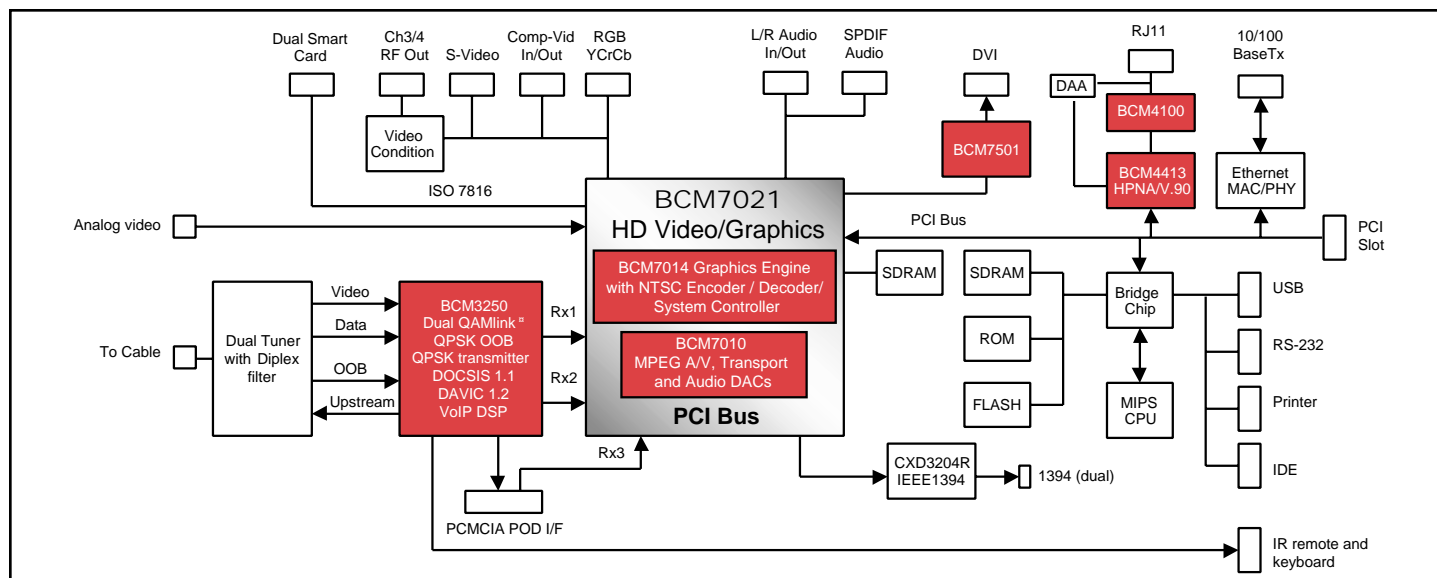 Dual Smart
Card
Ch3/4
RF Out
S-Video
Comp-Vid
In/Out
RGB
YCrCb
L/R Audio
In/Out
SPDIF
Audio
DVI
RJ11
10/100
BaseTx
DAA
BCM4100
Video
Condition
BCM7501
BCM4413
HPNA/V.90
Ethernet
MAC/PHY
ISO 7816
BCM7021
HD Video/Graphics
PCI Bus
Analog video
PCI
Slot
BCM7014 Graphics Engine
with NTSC Encoder / Decoder/
System Controller
SDRAM
SDRAM
Bridge
Chip
USB
Video
Data
OOB
Upstream
To Cable
Dual Tuner
with Diplex
filter
BCM3250
Dual QAMlink ¤
QPSK OOB
QPSK transmitter
DOCSIS 1.1
DAVIC 1.2
VoIP DSP
Rx1
Rx2
BCM7010
MPEG A/V, Transport
and Audio DACs
PCI Bus
ROM
RS-232
FLASH
MIPS
CPU
Printer
Rx3
CXD3204R
IEEE1394
1394 (dual)
IDE
PCMCIA POD I/F
IR remote and
keyboard